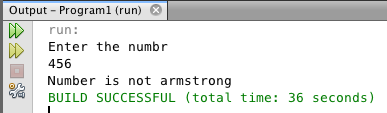 Output – Program1 (run)
run:
Enter the numbr
456
Number is not armstrong
BUILD SUCCESSFUL (total time: 36 seconds)